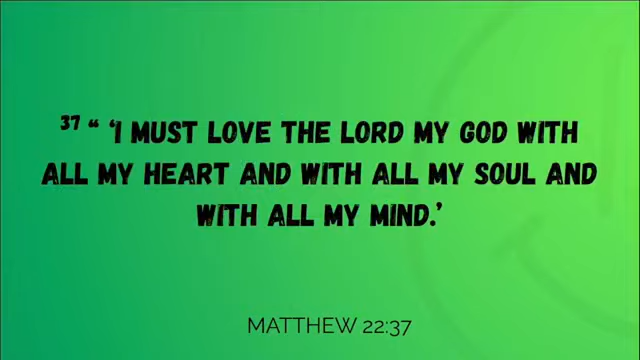 ³⁷ “ ‘I MUST LOVE THE LORD MY GOD WITH
ALL MY HEART AND WITH ALL MY SOUL AND
WITH ALL MY MIND.’
MATTHEW 22:37